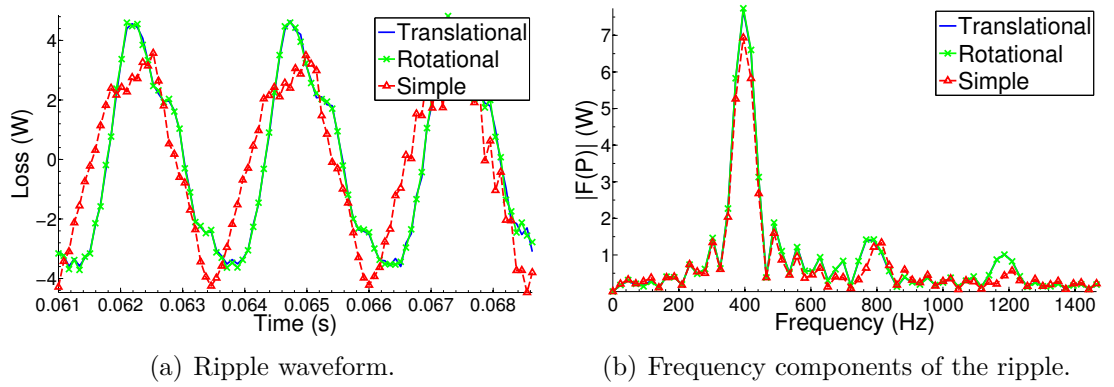 4
2
0
−2
−4
Loss (W)
0.061 0.062 0.063 0.064 0.065 0.066 0.067 0.068
Time (s)
Translational
Rotational
Simple
(a) Ripple waveform.
7
6
5
4
3
2
1
|F(P)| (W)
0 200 400 600 800 1000 1200 1400
Frequency (Hz)
Translational
Rotational
Simple
(b) Frequency components of the ripple.